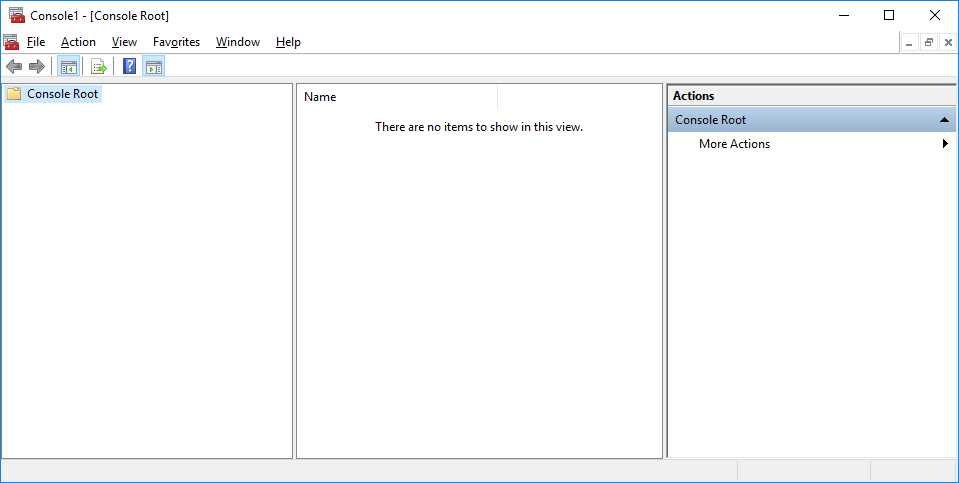 Console1 - [Console Root]
File Action View Favorites Window Help
Console Root
Name
There are no items to show in this view.
Actions
Console Root
More Actions